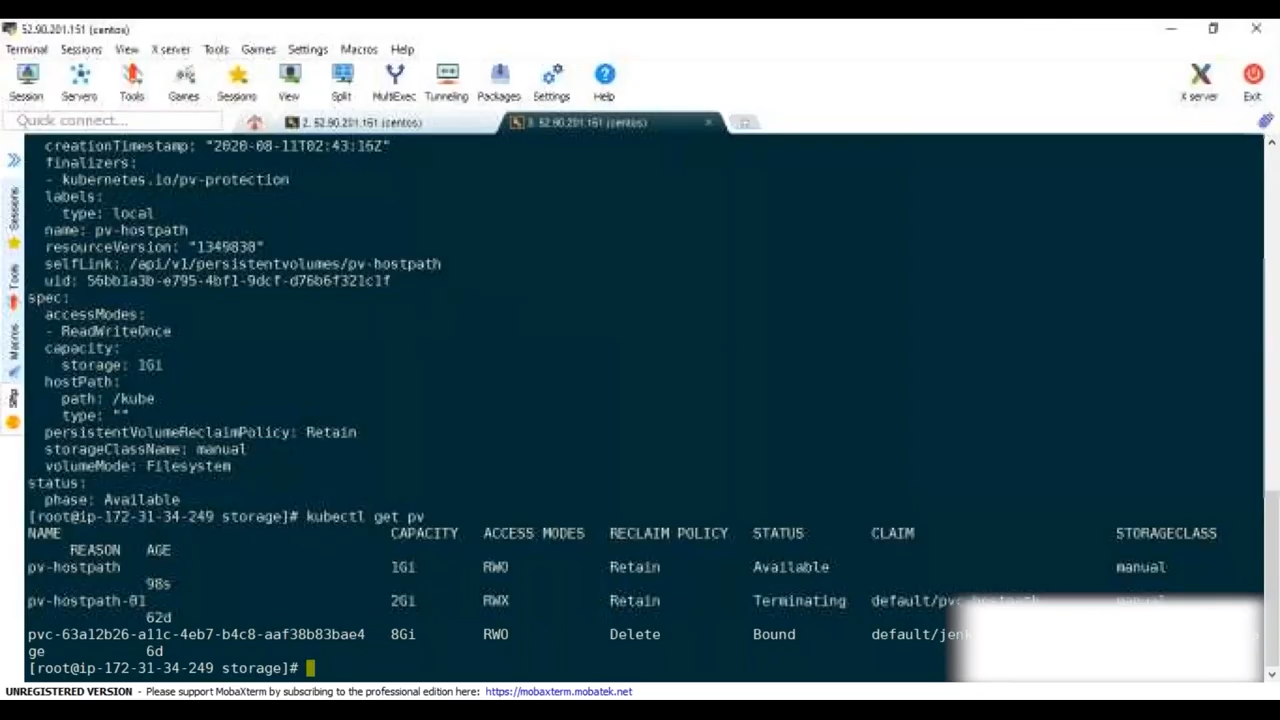 52.90.201.151 (centos)
Terminal Sessions View X server Tools Games Settings Macros Help
Session Servers Tools Games Sessions View Split MultiExec Tunneling Packages Settings Help X server Exit
Quick connect...
2. 52.90.201.151 (centos)
3. 52.90.201.151 (centos)
Sessions
Tools
Macros
Sftp
creationTimestamp: "2020-08-11T02:43:16Z"
finalizers:
- kubernetes.io/pv-protection
labels:
type: local
name: pv-hostpath
resourceVersion: "1349838"
selfLink: /api/v1/persistentvolumes/pv-hostpath
uid: 56bb1a3b-e795-4bf1-9dcf-d76b6f321c1f
spec:
accessModes:
- ReadWriteOnce
capacity:
storage: 1Gi
hostPath:
path: /kube
type: ""
persistentVolumeReclaimPolicy: Retain
storageClassName: manual
volumeMode: Filesystem
status:
phase: Available
[root@ip-172-31-34-249 storage]# kubectl get pv
NAME CAPACITY ACCESS MODES RECLAIM POLICY STATUS CLAIM STORAGECLASS
REASON AGE
pv-hostpath 1Gi RWO Retain Available manual
98s
pv-hostpath-01 2Gi RWX Retain Terminating default/pvc-hostpath manual
62d
pvc-63a12b26-a11c-4eb7-b4c8-aaf38b83bae4 8Gi RWO Delete Bound default/jen
ge 6d
[root@ip-172-31-34-249 storage]#
UNREGISTERED VERSION - Please support MobaXterm by subscribing to the professional edition here: https://mobaxterm.mobatek.net